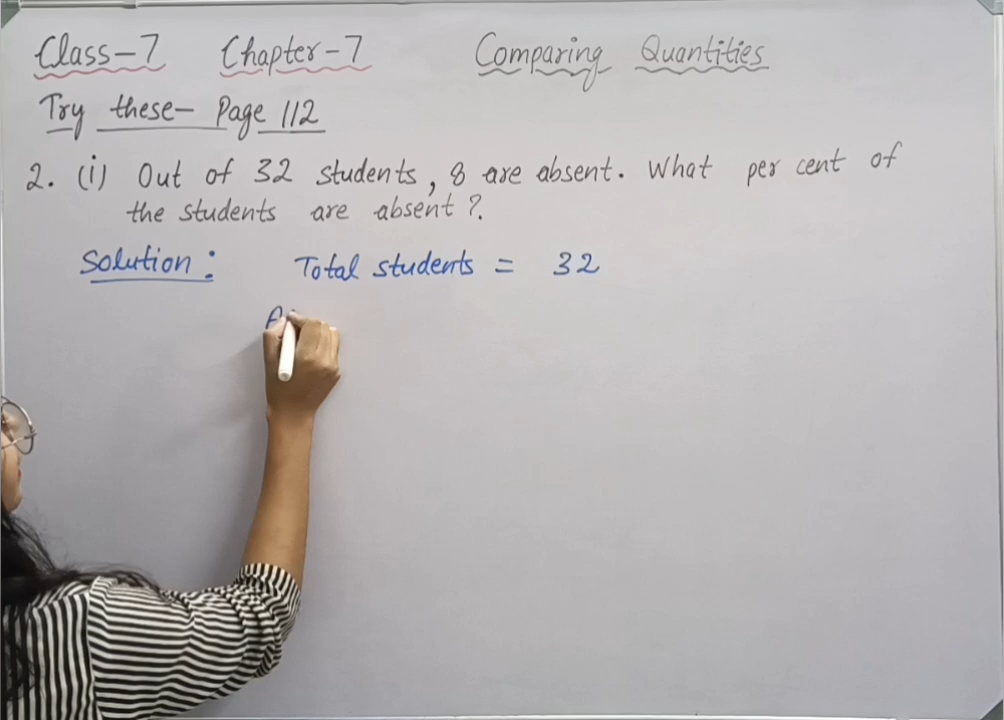 Class-7 Chapter-7 Comparing Quantities
Try these- Page 112
2. (i) Out of 32 students, 8 are absent. What per cent of
the students are absent ?.
Solution : Total students = 32
A